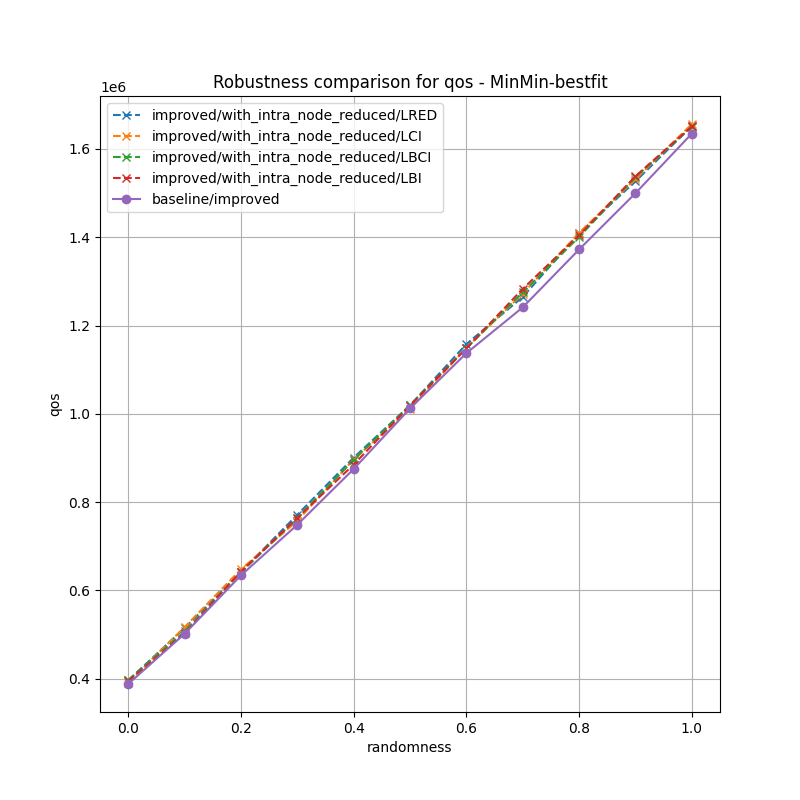 Robustness comparison for qos - MinMin-bestfit
1e6
improved/with_intra_node_reduced/LRED
improved/with_intra_node_reduced/LCI
improved/with_intra_node_reduced/LBCI
improved/with_intra_node_reduced/LBI
baseline/improved
1.6
1.4
1.2
1.0
0.8
0.6
0.4
qos
0.0 0.2 0.4 0.6 0.8 1.0
randomness